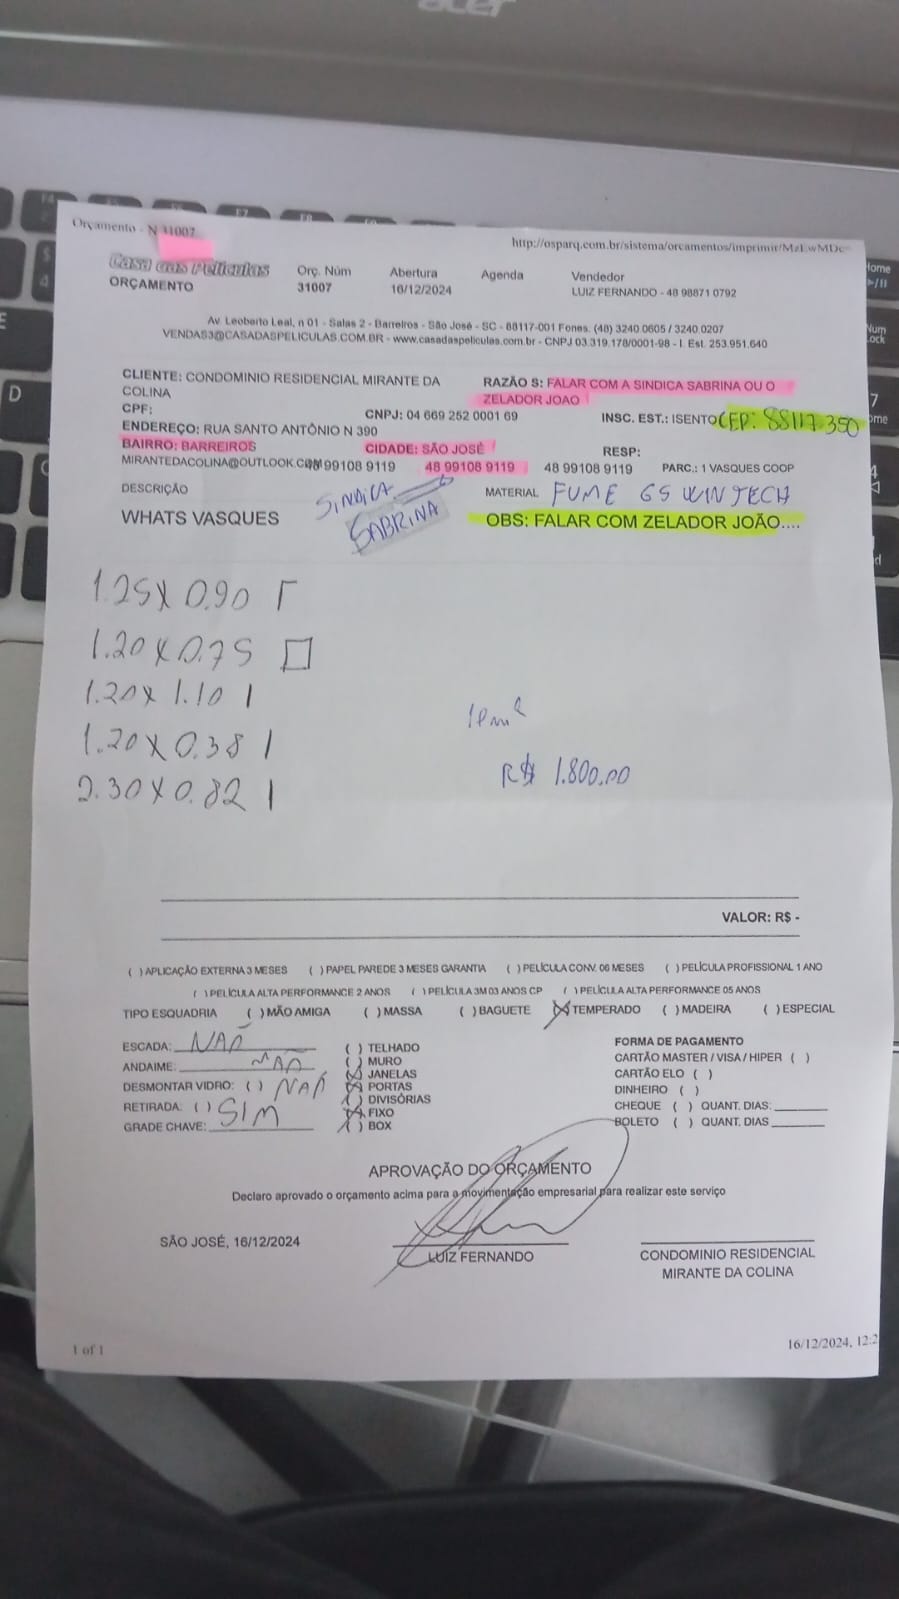 acer
Orçamento - N 31007
http://osparq.com.br/sistema/orcamentos/imprimir/MzEwMDc=
Casa das Películas
ORÇAMENTO
Orç. Núm
31007
Abertura
16/12/2024
Agenda
Vendedor
LUIZ FERNANDO - 48 98871 0792
Av. Leoberto Leal, n 01 - Salas 2 - Barreiros - São José - SC - 88117-001 Fones. (48) 3240 0605 / 3240 0207
VENDAS3@CASADASPELICULAS.COM.BR - www.casadaspeliculas.com.br - CNPJ 03.319.178/0001-98 - I. Est. 253.951.640
CLIENTE: CONDOMINIO RESIDENCIAL MIRANTE DA
COLINA
RAZÃO S: FALAR COM A SINDICA SABRINA OU O
ZELADOR JOAO
CPF:
CNPJ: 04 669 252 0001 69
INSC. EST.: ISENTO CEP: 88117.350
ENDEREÇO: RUA SANTO ANTÔNIO N 390
BAIRRO: BARREIROS
CIDADE: SÃO JOSÉ
RESP:
MIRANTEDACOLINA@OUTLOOK.COM 99108 9119
48 99108 9119
48 99108 9119
PARC.: 1 VASQUES COOP
DESCRIÇÃO
SINDICA
SABRINA
MATERIAL FUME G5 WINTECH
WHATS VASQUES
OBS: FALAR COM ZELADOR JOÃO....
1.25 X 0.90
1.20 X 0.75
1.20 X 1.10 |
1.20 X 0.38 |
2.30 X 0.82 |
R$ 1.800.00
VALOR: R$ -
( ) APLICAÇÃO EXTERNA 3 MESES ( ) PAPEL PAREDE 3 MESES GARANTIA ( ) PELÍCULA CONV. 06 MESES ( ) PELÍCULA PROFISSIONAL 1 ANO
( ) PELÍCULA ALTA PERFORMANCE 2 ANOS ( ) PELÍCULA 3M 03 ANOS CP ( ) PELÍCULA ALTA PERFORMANCE 05 ANOS
TIPO ESQUADRIA ( ) MÃO AMIGA ( ) MASSA ( ) BAGUETE (X) TEMPERADO ( ) MADEIRA ( ) ESPECIAL
ESCADA: NAÕ
ANDAIME: NAÕ
DESMONTAR VIDRO: ( ) NAÕ
RETIRADA: ( ) SIM
GRADE CHAVE:
( ) TELHADO
( ) MURO
(X) JANELAS
(X) PORTAS
( ) DIVISÓRIAS
(X) FIXO
( ) BOX
FORMA DE PAGAMENTO
CARTÃO MASTER / VISA / HIPER ( )
CARTÃO ELO ( )
DINHEIRO ( )
CHEQUE ( ) QUANT. DIAS:
BOLETO ( ) QUANT. DIAS
APROVAÇÃO DO ORÇAMENTO
Declaro aprovado o orçamento acima para a movimentação empresarial para realizar este serviço
SÃO JOSÉ, 16/12/2024
LUIZ FERNANDO
CONDOMINIO RESIDENCIAL
MIRANTE DA COLINA
1 of 1
16/12/2024, 12:2